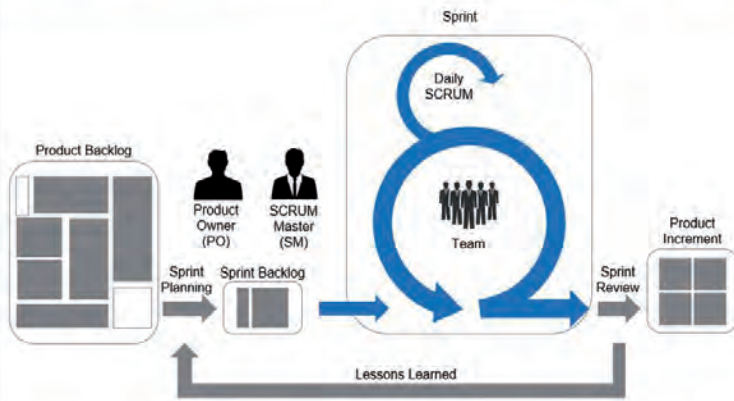 Sprint
Daily
SCRUM
Product Backlog
Product
Owner
(PO)
SCRUM
Master
(SM)
Team
Product
Increment
Sprint
Planning
Sprint Backlog
Sprint
Review
Lessons Learned